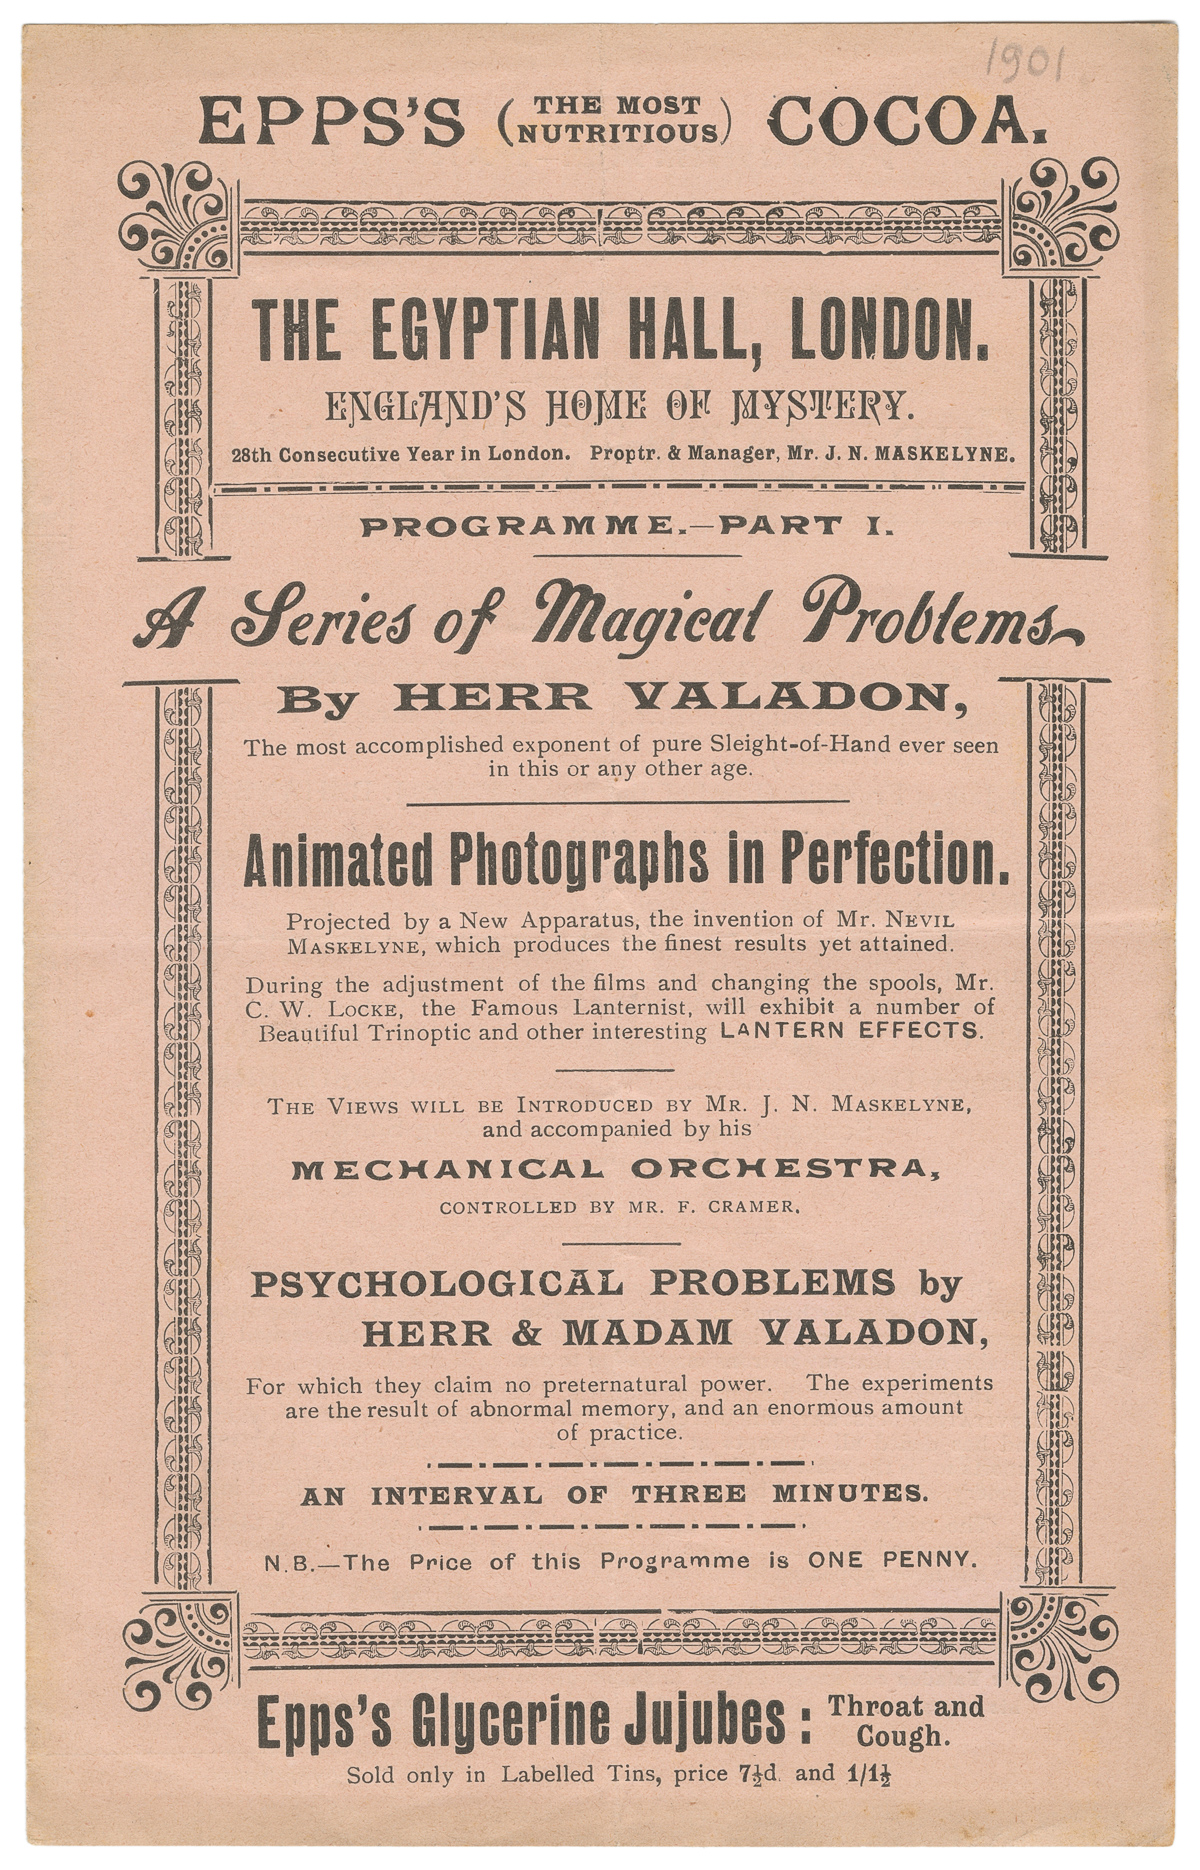 1901
EPPS'S (THE MOST NUTRITIOUS) COCOA.
THE EGYPTIAN HALL, LONDON.
ENGLAND'S HOME OF MYSTERY.
28th Consecutive Year in London. Proptr. & Manager, Mr. J. N. MASKELYNE.
PROGRAMME.—PART I.
A Series of Magical Problems
By HERR VALADON,
The most accomplished exponent of pure Sleight-of-Hand ever seen
in this or any other age.
Animated Photographs in Perfection.
Projected by a New Apparatus, the invention of Mr. NEVIL
MASKELYNE, which produces the finest results yet attained.
During the adjustment of the films and changing the spools, Mr.
C. W. LOCKE, the Famous Lanternist, will exhibit a number of
Beautiful Trinoptic and other interesting LANTERN EFFECTS.
THE VIEWS WILL BE INTRODUCED BY MR. J. N. MASKELYNE,
and accompanied by his
MECHANICAL ORCHESTRA,
CONTROLLED BY MR. F. CRAMER.
PSYCHOLOGICAL PROBLEMS by
HERR & MADAM VALADON,
For which they claim no preternatural power. The experiments
are the result of abnormal memory, and an enormous amount
of practice.
AN INTERVAL OF THREE MINUTES.
N.B.—The Price of this Programme is ONE PENNY.
Epps's Glycerine Jujubes: Throat and Cough.
Sold only in Labelled Tins, price 7½d. and 1/1½